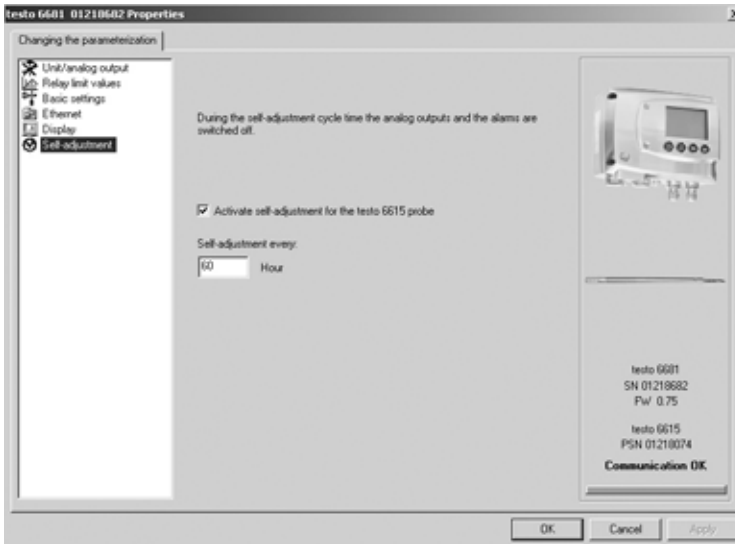 testo 6681 01218682 Properties
Changing the parameterization
Unit/analog output
Relay limit values
Basic settings
Ethernet
Display
Self-adjustment
During the self-adjustment cycle time the analog outputs and the alarms are
switched off.
Activate self-adjustment for the testo 6615 probe
Self-adjustment every:
60 Hour
testo 6681
SN 01218682
FW 0.75
testo 6615
PSN 01218074
Communication OK
OK Cancel Apply